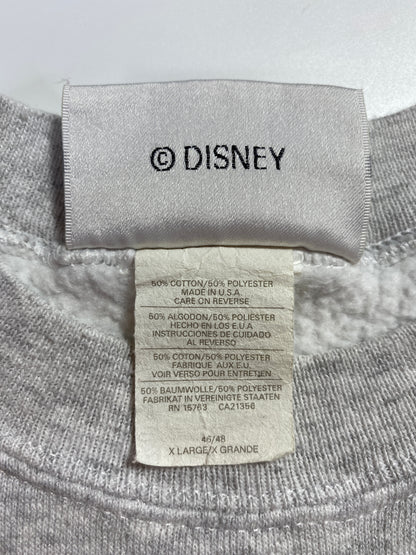 © DISNEY
50% COTTON/50% POLYESTER
MADE IN U.S.A.
CARE ON REVERSE
50% ALGODON/50% POLIESTER
HECHO EN LOS E.U.A.
INSTRUCCIONES DE CUIDADO
AL REVERSO
50% COTON/50% POLYESTER
FABRIQUE AUX E.U.
VOIR VERSO POUR ENTRETIEN
50% BAUMWOLLE/50% POLYESTER
FABRIKAT IN VEREINIGTE STAATEN
RN 15763 CA21356
46/48
X LARGE/X GRANDE